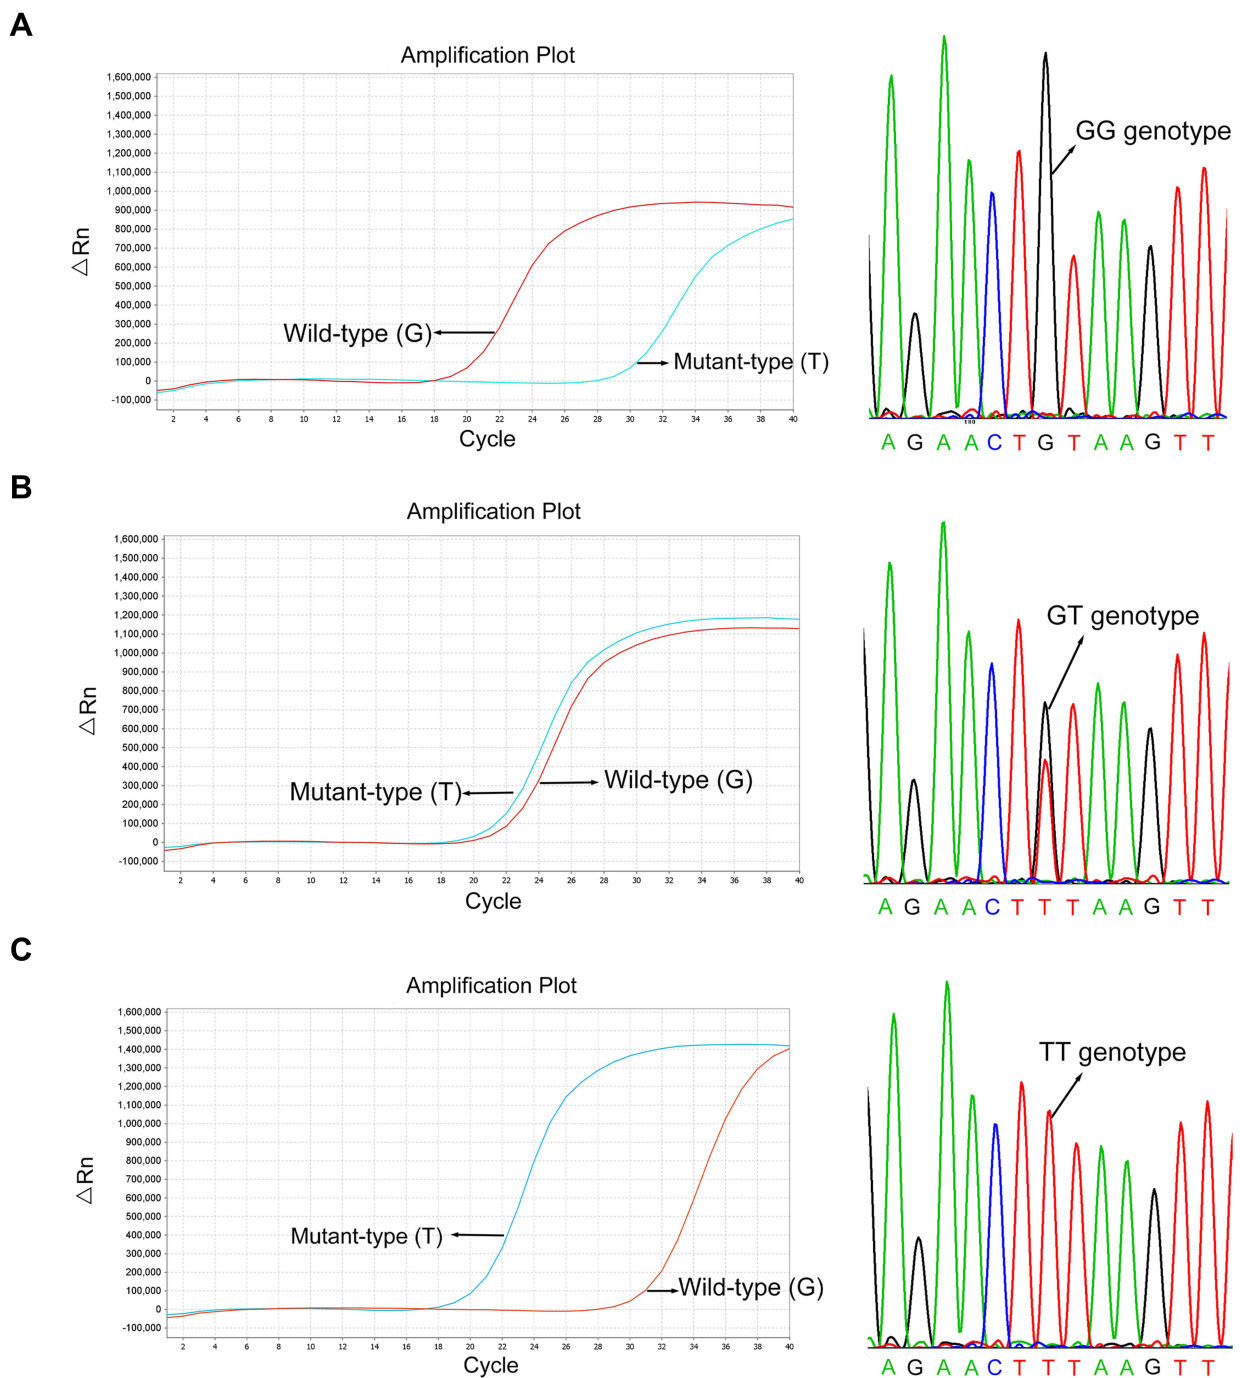 A
Amplification Plot
1,600,000
1,500,000
1,400,000
1,300,000
1,200,000
1,100,000
1,000,000
900,000
800,000
700,000
600,000
500,000
400,000
300,000
200,000
100,000
0
-100,000
△Rn
Wild-type (G)
Mutant-type (T)
2 4 6 8 10 12 14 16 18 20 22 24 26 28 30 32 34 36 38 40
Cycle
GG genotype
A G A A C T G T A A G T T
B
Amplification Plot
1,600,000
1,500,000
1,400,000
1,300,000
1,200,000
1,100,000
1,000,000
900,000
800,000
700,000
600,000
500,000
400,000
300,000
200,000
100,000
0
-100,000
△Rn
Mutant-type (T)
Wild-type (G)
2 4 6 8 10 12 14 16 18 20 22 24 26 28 30 32 34 36 38 40
Cycle
GT genotype
A G A A C T T T A A G T T
C
Amplification Plot
1,600,000
1,500,000
1,400,000
1,300,000
1,200,000
1,100,000
1,000,000
900,000
800,000
700,000
600,000
500,000
400,000
300,000
200,000
100,000
0
-100,000
△Rn
Mutant-type (T)
Wild-type (G)
2 4 6 8 10 12 14 16 18 20 22 24 26 28 30 32 34 36 38 40
Cycle
TT genotype
A G A A C T T T A A G T T